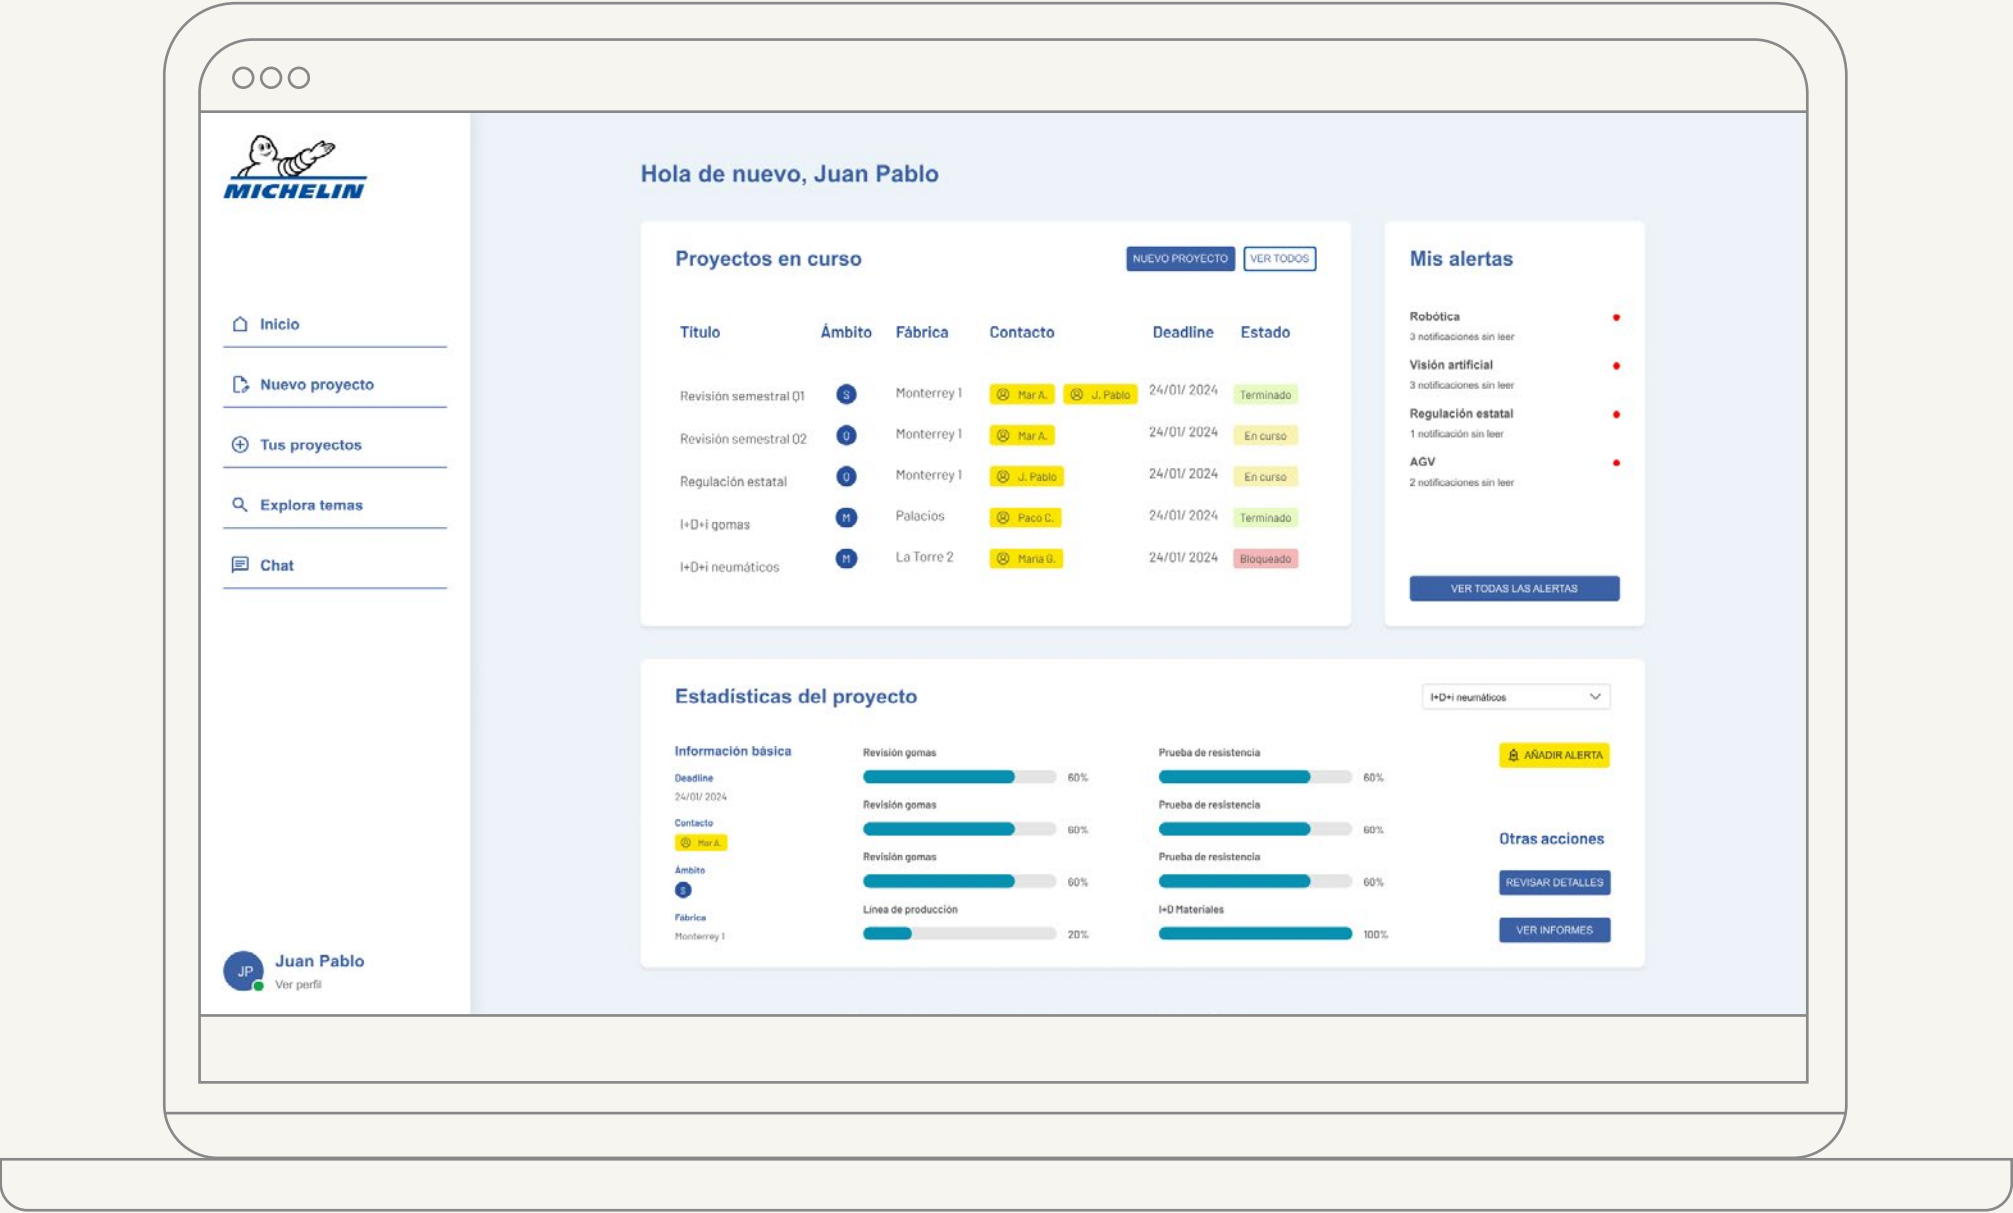 MICHELIN
Inicio
Nuevo proyecto
Tus proyectos
Explora temas
Chat
JP
Juan Pablo
Ver perfil
Hola de nuevo, Juan Pablo
Proyectos en curso
NUEVO PROYECTO
VER TODOS
Título Ámbito Fábrica Contacto Deadline Estado
Revisión semestral Q1 S Monterrey 1 Mar A. J. Pablo 24/01/ 2024 Terminado
Revisión semestral Q2 O Monterrey 1 Mar A. 24/01/ 2024 En curso
Regulación estatal O Monterrey 1 J. Pablo 24/01/ 2024 En curso
I+D+i gomas M Palacios Paco C. 24/01/ 2024 Terminado
I+D+i neumáticos M La Torre 2 Maria G. 24/01/ 2024 Bloqueado
Mis alertas
Robótica
3 notificaciones sin leer
Visión artificial
3 notificaciones sin leer
Regulación estatal
1 notificación sin leer
AGV
2 notificaciones sin leer
VER TODAS LAS ALERTAS
Estadísticas del proyecto
I+D+i neumáticos
Información básica
Deadline
24/01/ 2024
Contacto
Mar A.
Ámbito
S
Fábrica
Monterrey 1
Revisión gomas
60%
Revisión gomas
60%
Revisión gomas
60%
Línea de producción
20%
Prueba de resistencia
60%
Prueba de resistencia
60%
Prueba de resistencia
60%
I+D Materiales
100%
AÑADIR ALERTA
Otras acciones
REVISAR DETALLES
VER INFORMES